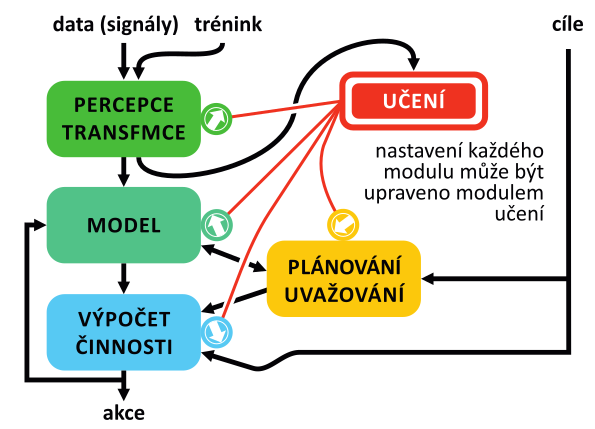 data (signály) trénink
cíle
PERCEPCE
TRANSFMCE
UČENÍ
nastavení každého
modulu může být
upraveno modulem
učení
MODEL
PLÁNOVÁNÍ
UVAŽOVÁNÍ
VÝPOČET
ČINNOSTI
akce